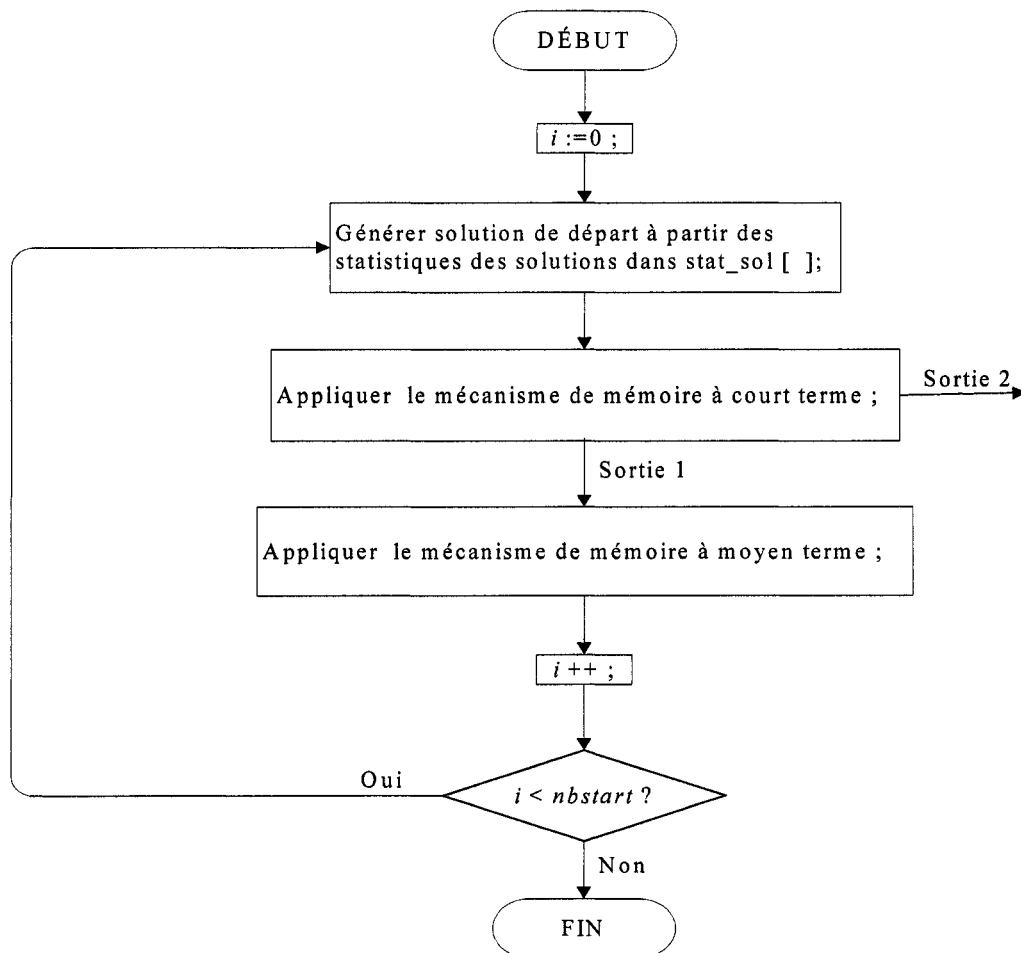 DÉBUT
i :=0 ;
Générer solution de départ à partir des
statistiques des solutions dans stat_sol [ ];
Appliquer le mécanisme de mémoire à court terme ;
Sortie 2
Sortie 1
Appliquer le mécanisme de mémoire à moyen terme ;
i ++ ;
Oui
i < nbstart ?
Non
FIN